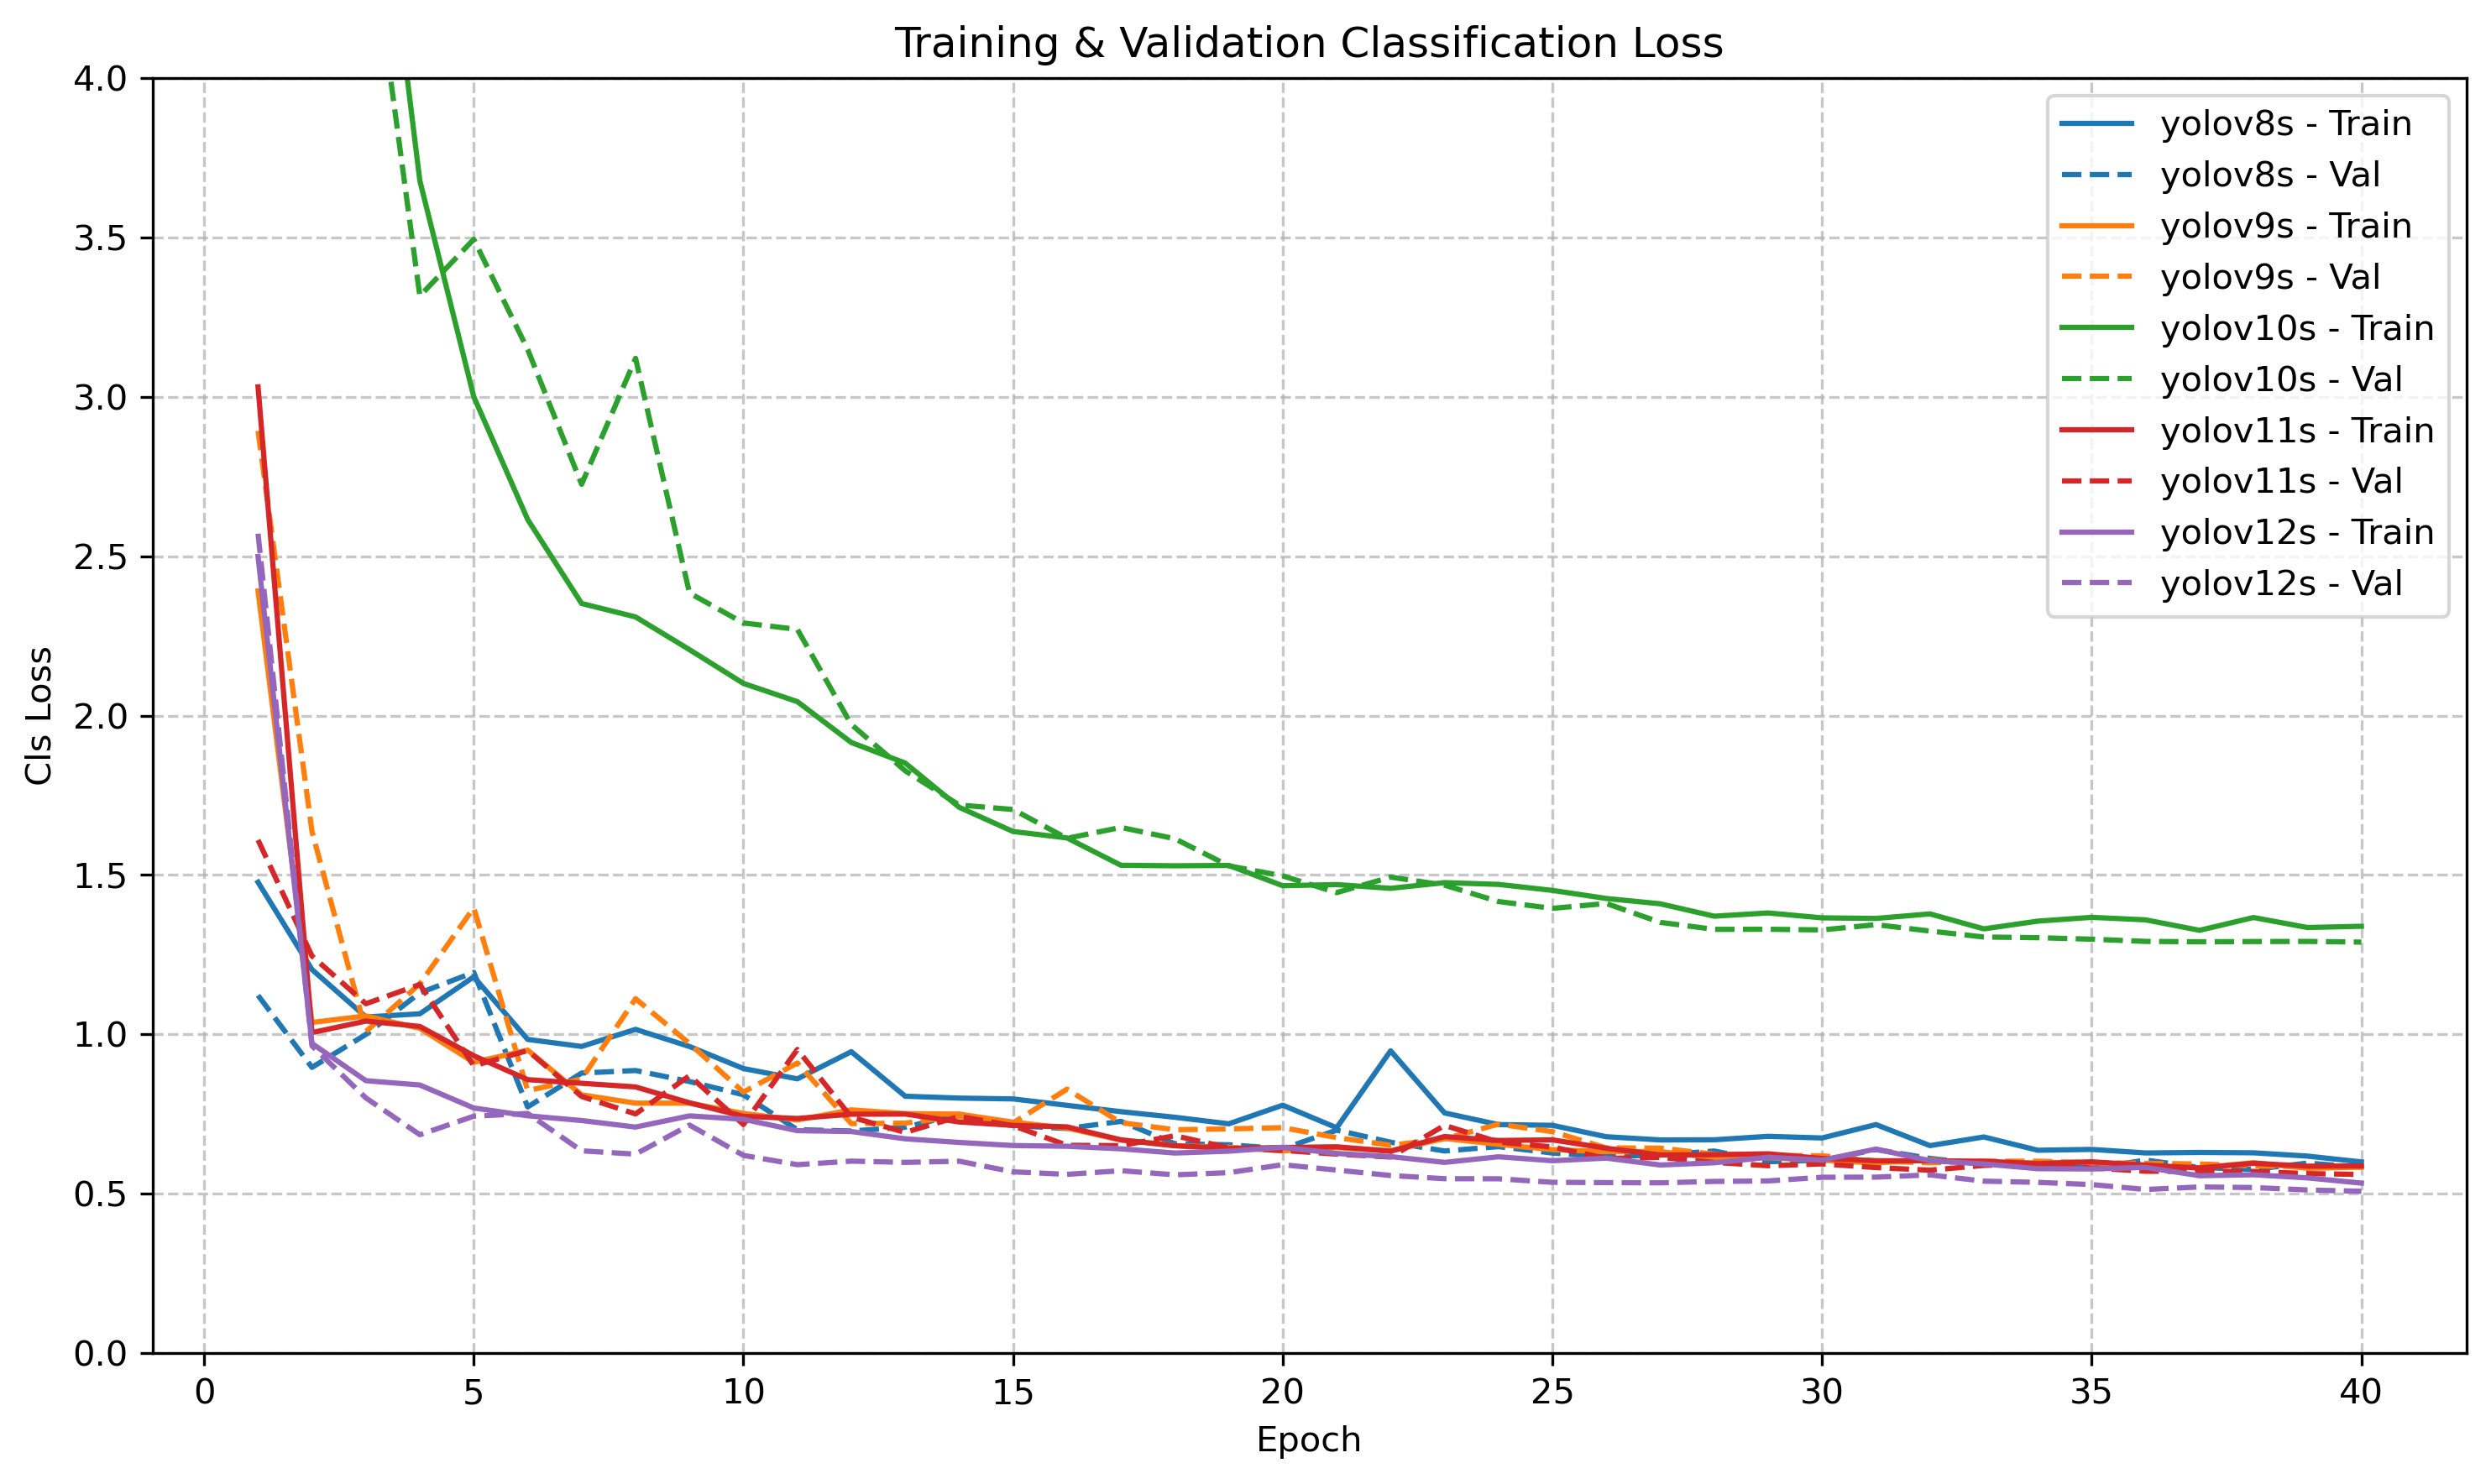 Training & Validation Classification Loss
4.0
3.5
3.0
2.5
2.0
1.5
1.0
0.5
0.0
Cls Loss
0 5 10 15 20 25 30 35 40
Epoch
yolov8s - Train
yolov8s - Val
yolov9s - Train
yolov9s - Val
yolov10s - Train
yolov10s - Val
yolov11s - Train
yolov11s - Val
yolov12s - Train
yolov12s - Val